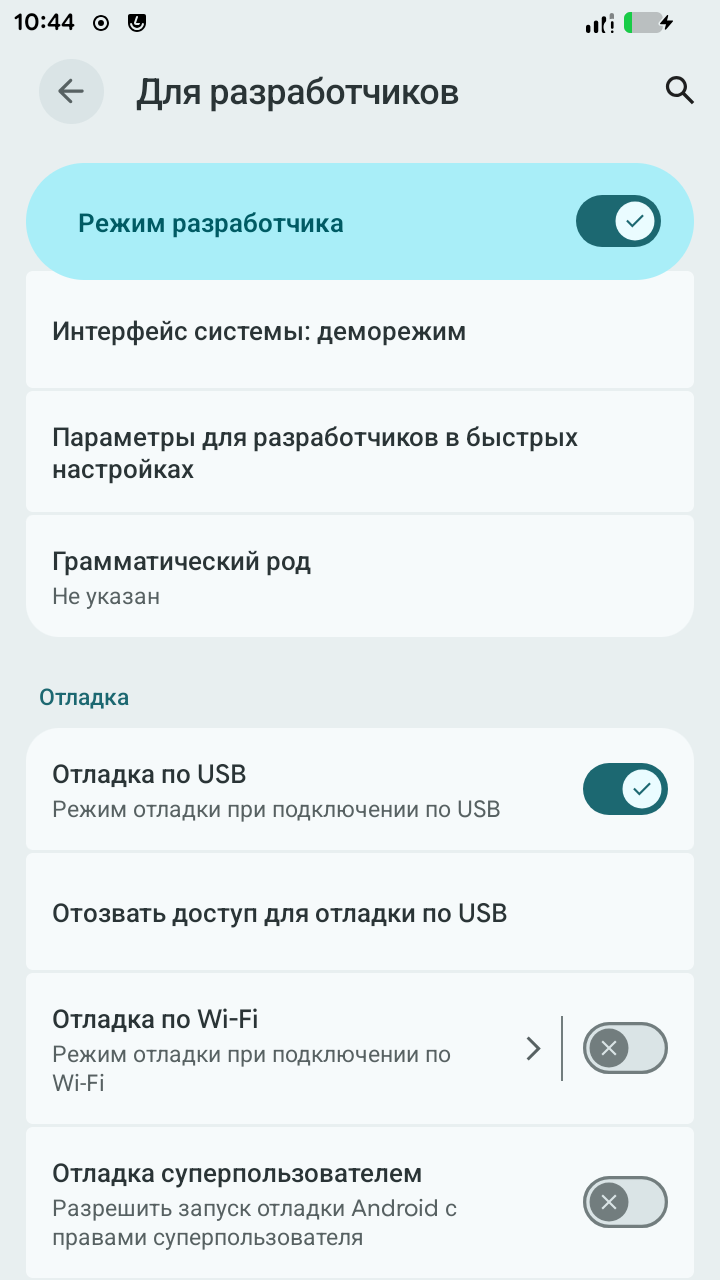 10:44
Для разработчиков
Режим разработчика
Интерфейс системы: деморежим
Параметры для разработчиков в быстрых
настройках
Грамматический род
Не указан
Отладка
Отладка по USB
Режим отладки при подключении по USB
Отозвать доступ для отладки по USB
Отладка по Wi-Fi
Режим отладки при подключении по
Wi-Fi
Отладка суперпользователем
Разрешить запуск отладки Android с
правами суперпользователя